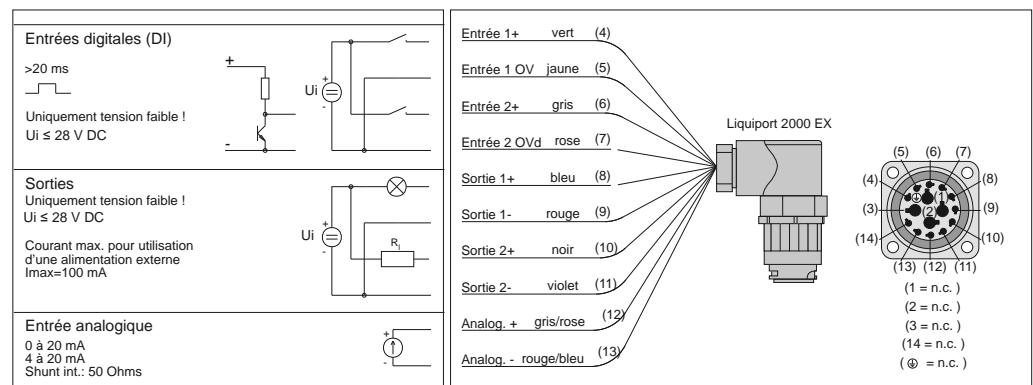 Entrées digitales (DI)
>20 ms
+
-
Ui
+
-
Uniquement tension faible !
Ui ≤ 28 V DC
Sorties
Uniquement tension faible !
Ui ≤ 28 V DC
Courant max. pour utilisation
d'une alimentation externe
Imax=100 mA
Ui
+
-
RI
Entrée analogique
0 à 20 mA
4 à 20 mA
Shunt int.: 50 Ohms
+
-
Entrée 1+ vert (4)
Entrée 1 OV jaune (5)
Entrée 2+ gris (6)
Entrée 2 OVd rose (7)
Sortie 1+ bleu (8)
Sortie 1- rouge (9)
Sortie 2+ noir (10)
Sortie 2- violet (11)
Analog. + gris/rose (12)
Analog. - rouge/bleu (13)
Liquiport 2000 EX
(5) (6) (7)
(4) (8)
(1)
(3) (2) (9)
(14) (10)
(13) (12) (11)
(1 = n.c. )
(2 = n.c. )
(3 = n.c. )
(14 = n.c. )
( ⏚ = n.c. )